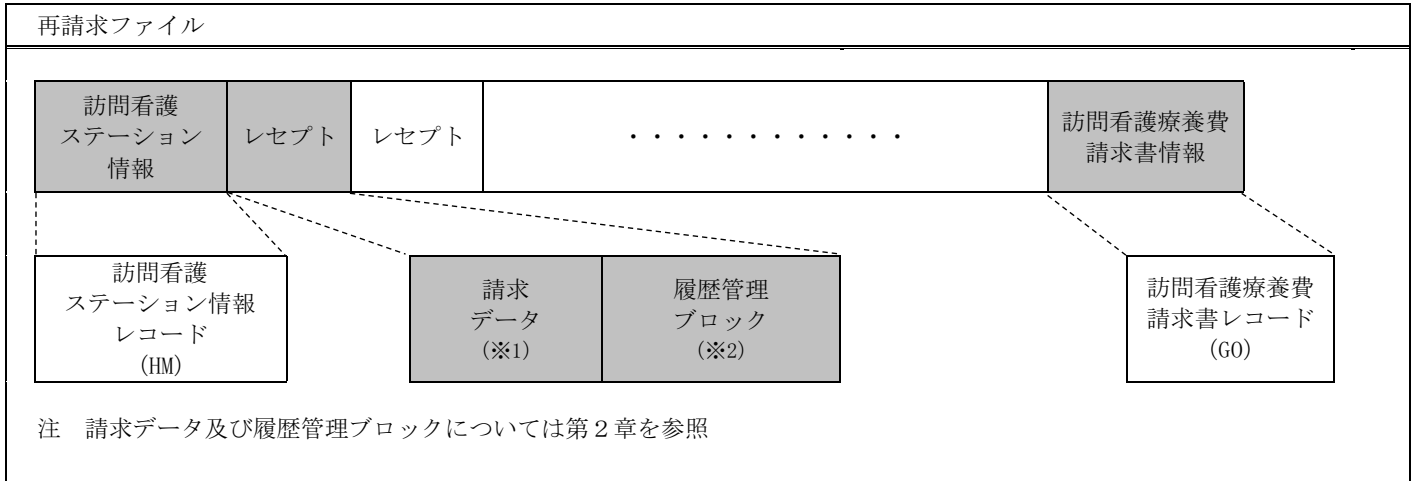 再請求ファイル
訪問看護
ステーション
情報
レセプト
レセプト
・・・・・・・・・・・・
訪問看護療養費
請求書情報
訪問看護
ステーション情報
レコード
(HM)
請求
データ
(※1)
履歴管理
ブロック
(※2)
訪問看護療養費
請求書レコード
(GO)
注　請求データ及び履歴管理ブロックについては第２章を参照